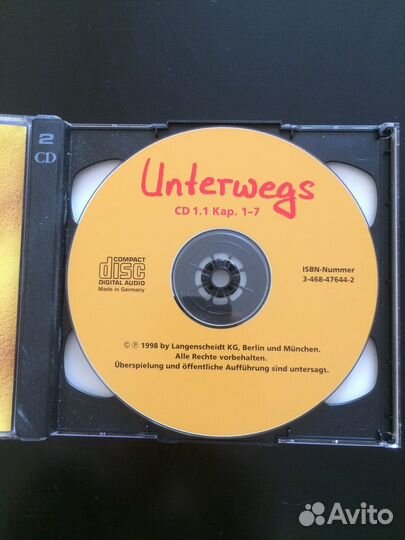 2
CD
Unterwegs
CD 1.1 Kap. 1–7
COMPACT
disc
DIGITAL AUDIO
Made in Germany
ISBN-Nummer
3-468-47644-2
© ℗ 1998 by Langenscheidt KG, Berlin und München.
Alle Rechte vorbehalten.
Überspielung und öffentliche Aufführung sind untersagt.
Avito